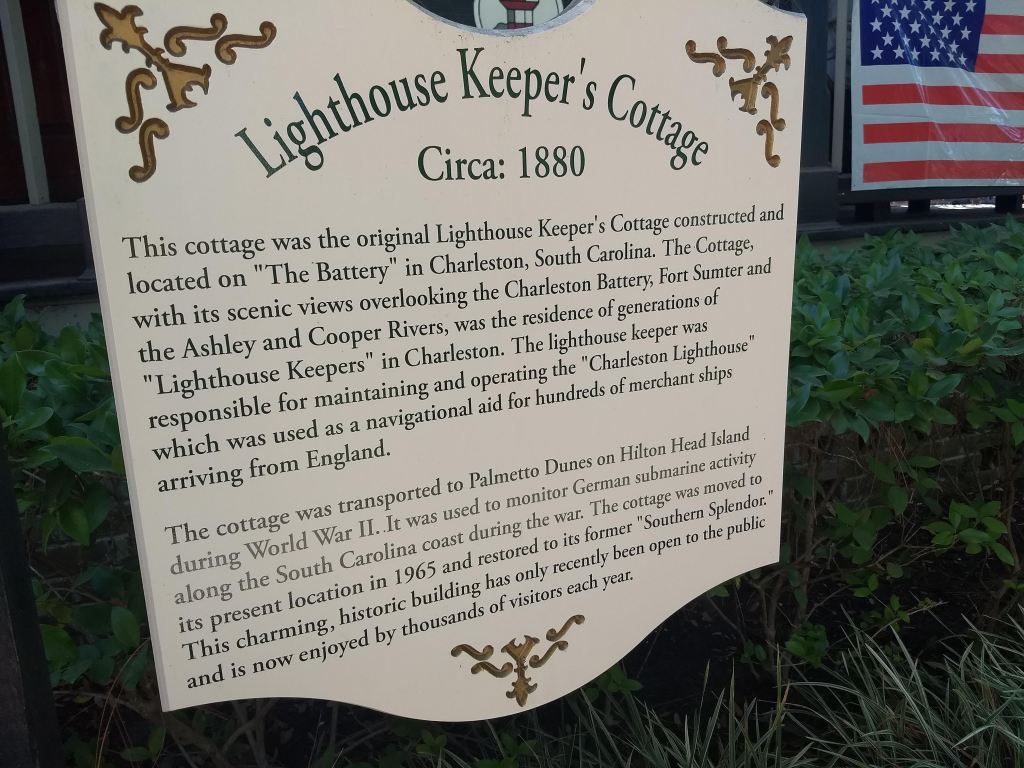 Lighthouse Keeper's Cottage
Circa: 1880
This cottage was the original Lighthouse Keeper's Cottage constructed and
located on "The Battery" in Charleston, South Carolina. The Cottage,
with its scenic views overlooking the Charleston Battery, Fort Sumter and
the Ashley and Cooper Rivers, was the residence of generations of
"Lighthouse Keepers" in Charleston. The lighthouse keeper was
responsible for maintaining and operating the "Charleston Lighthouse"
which was used as a navigational aid for hundreds of merchant ships
arriving from England.
The cottage was transported to Palmetto Dunes on Hilton Head Island
during World War II. It was used to monitor German submarine activity
along the South Carolina coast during the war. The cottage was moved to
its present location in 1965 and restored to its former "Southern Splendor."
This charming, historic building has only recently been open to the public
and is now enjoyed by thousands of visitors each year.